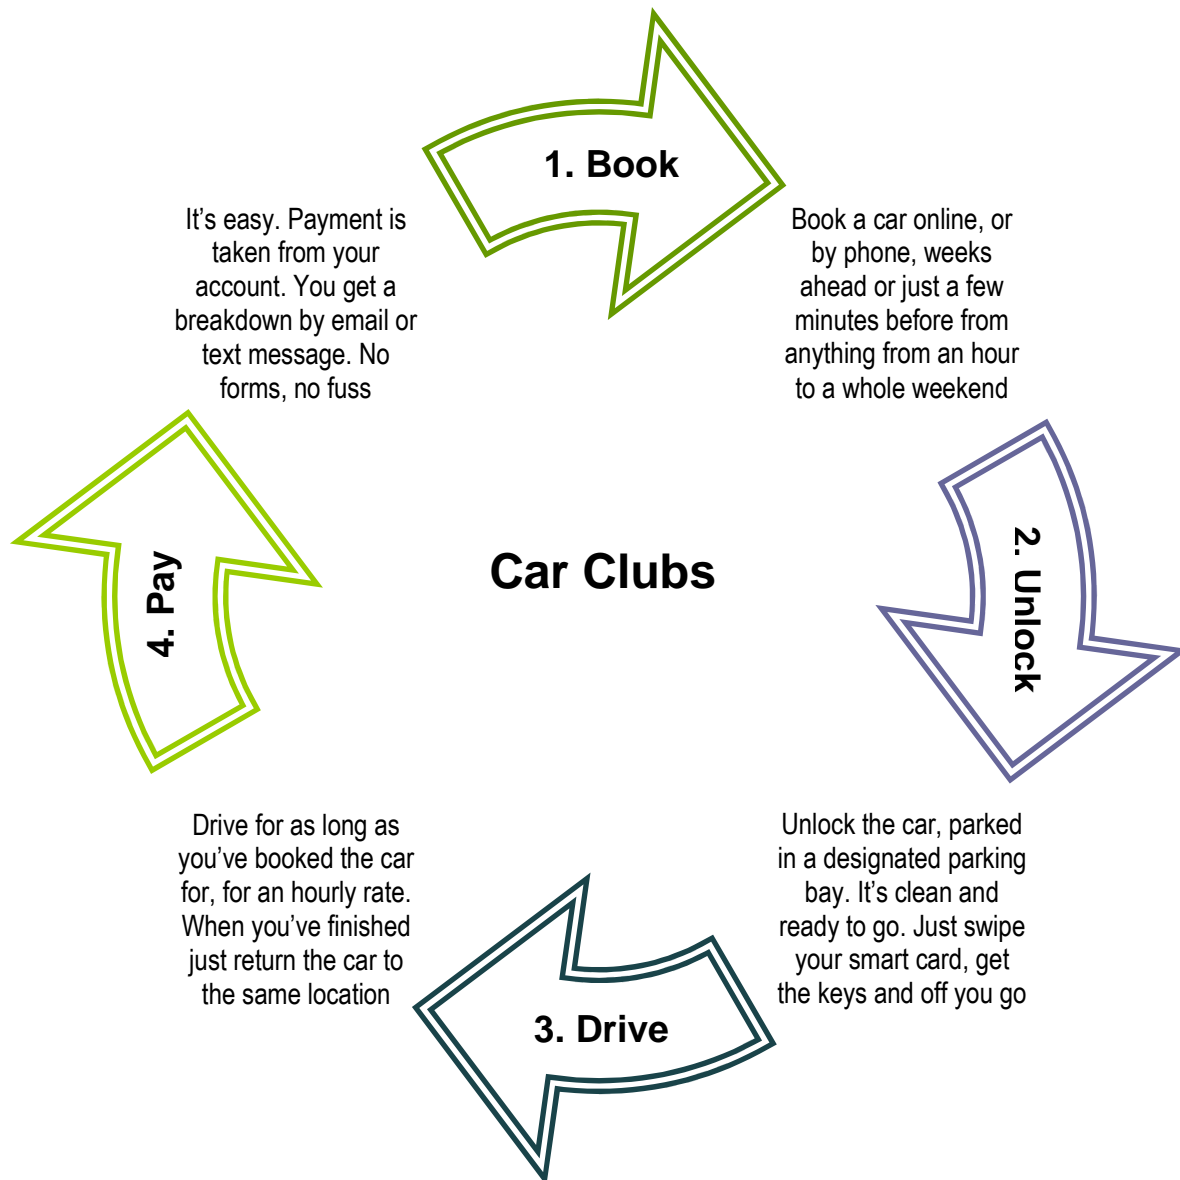 1. Book
Book a car online, or
by phone, weeks
ahead or just a few
minutes before from
anything from an hour
to a whole weekend
2. Unlock
Unlock the car, parked
in a designated parking
bay. It’s clean and
ready to go. Just swipe
your smart card, get
the keys and off you go
3. Drive
Drive for as long as
you’ve booked the car
for, for an hourly rate.
When you’ve finished
just return the car to
the same location
4. Pay
It’s easy. Payment is
taken from your
account. You get a
breakdown by email or
text message. No
forms, no fuss
Car Clubs